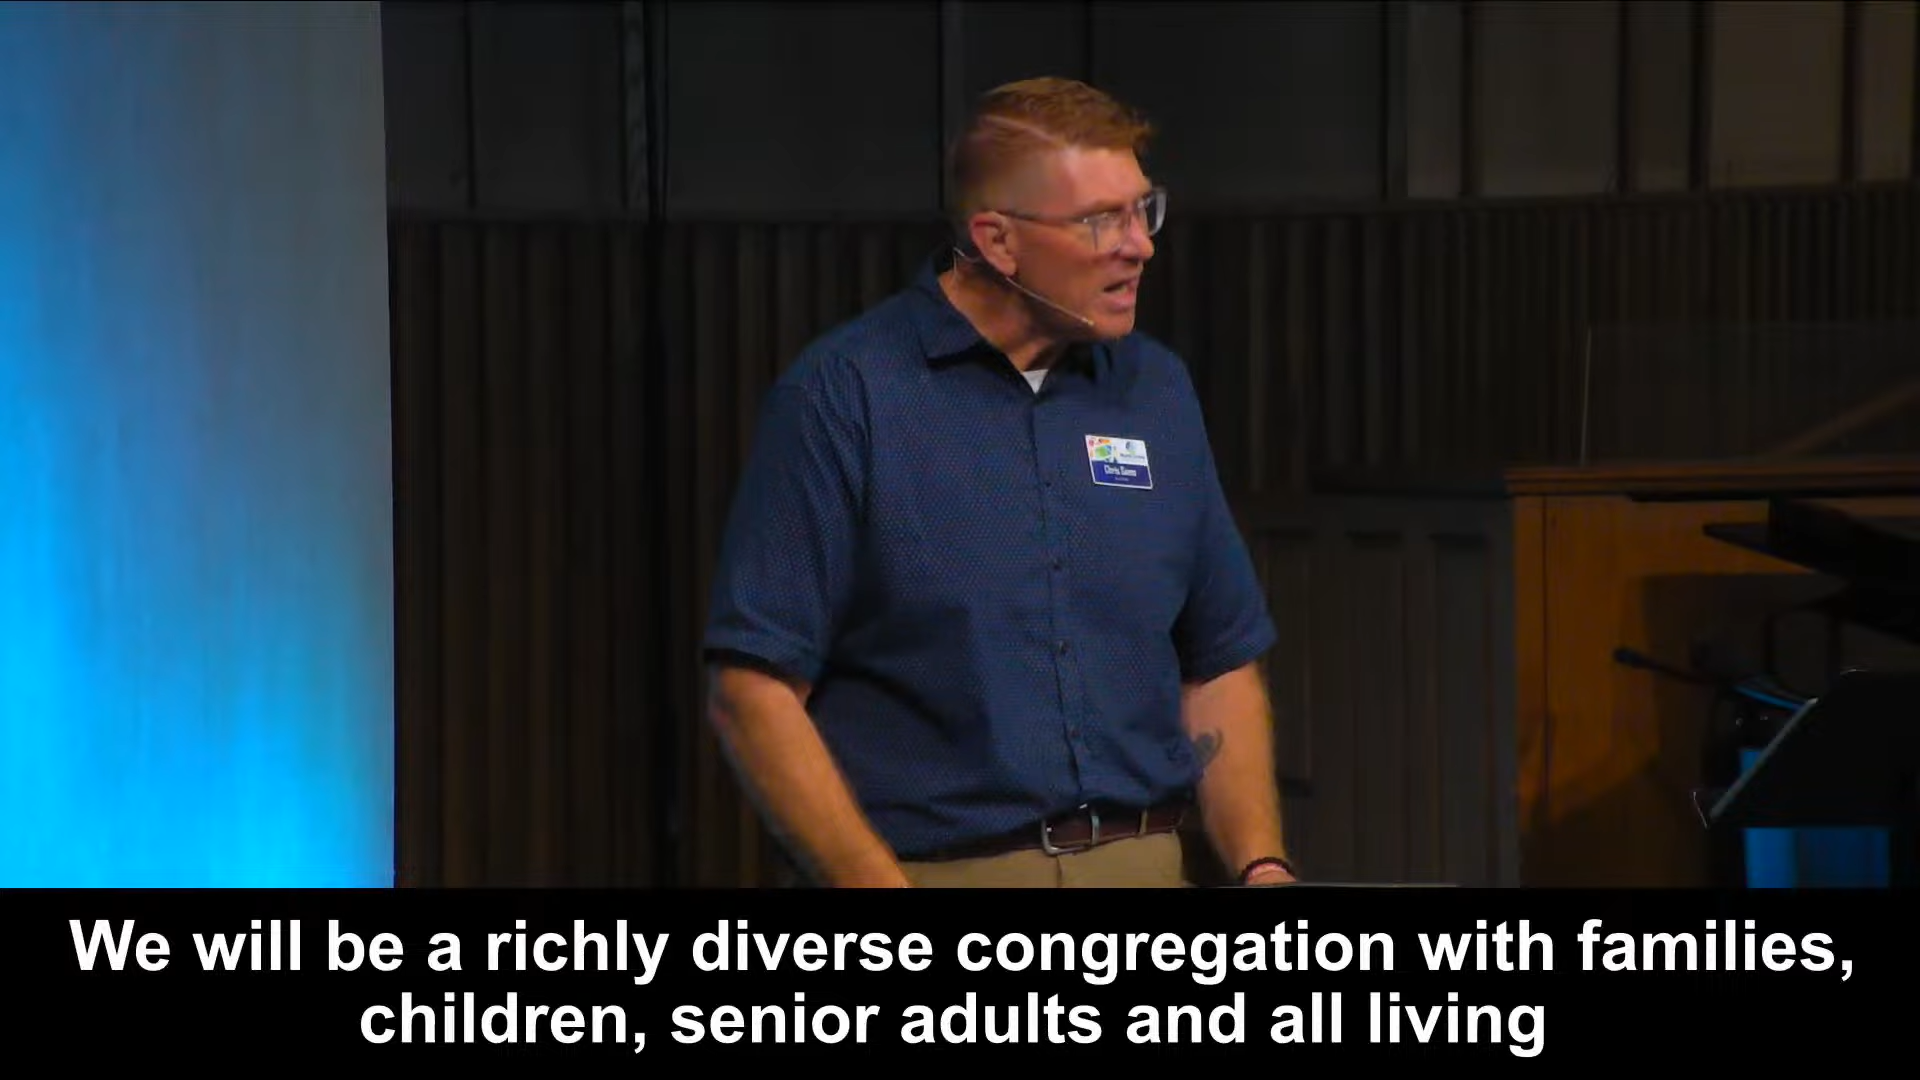 We will be a richly diverse congregation with families,
children, senior adults and all living